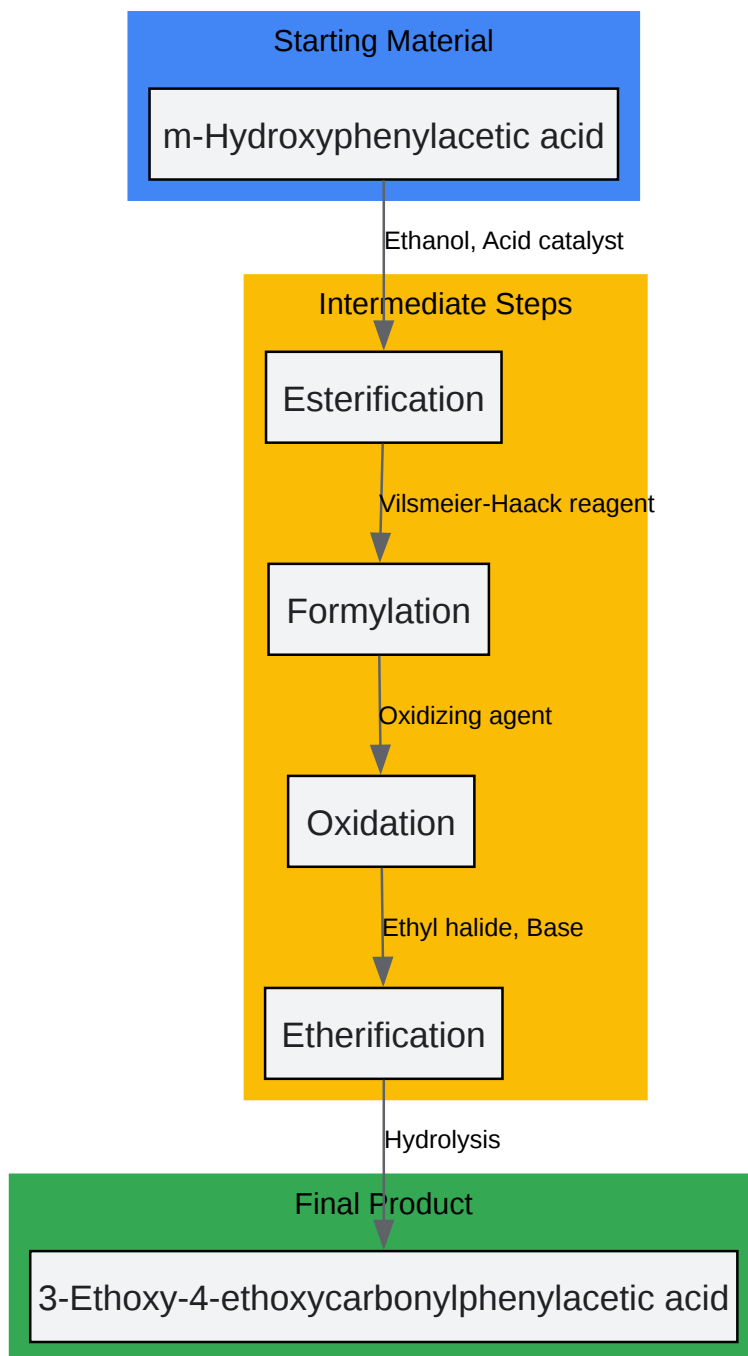 Starting Material
m-Hydroxyphenylacetic acid
Ethanol, Acid catalyst
Intermediate Steps
Esterification
Vilsmeier-Haack reagent
Formylation
Oxidizing agent
Oxidation
Ethyl halide, Base
Etherification
Hydrolysis
Final Product
3-Ethoxy-4-ethoxycarbonylphenylacetic acid